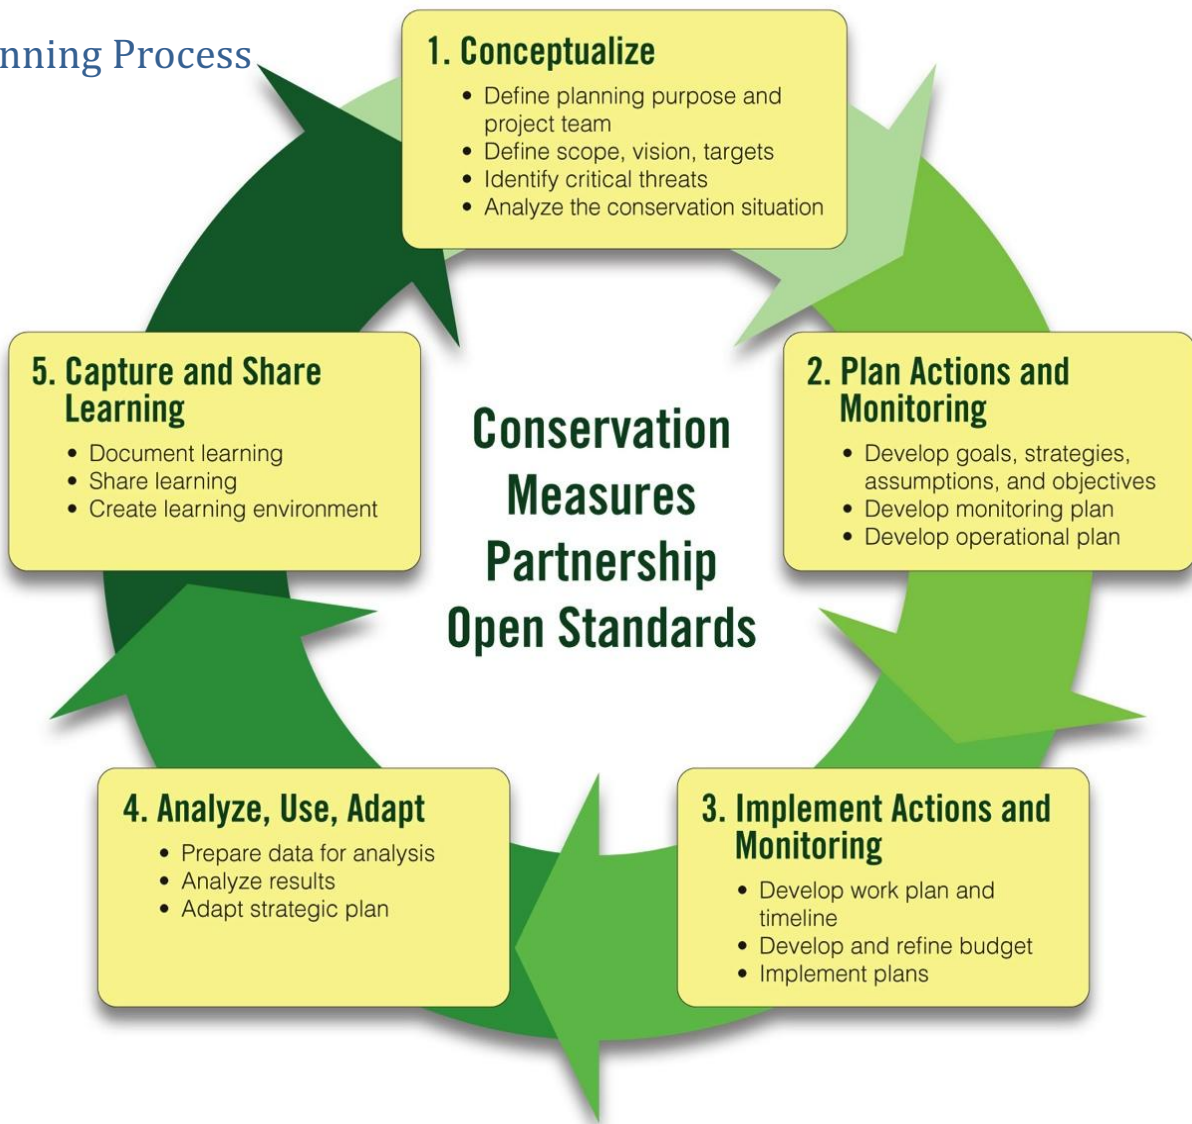 nning Process
1. Conceptualize
• Define planning purpose and
project team
• Define scope, vision, targets
• Identify critical threats
• Analyze the conservation situation
2. Plan Actions and
Monitoring
• Develop goals, strategies,
assumptions, and objectives
• Develop monitoring plan
• Develop operational plan
3. Implement Actions and
Monitoring
• Develop work plan and
timeline
• Develop and refine budget
• Implement plans
4. Analyze, Use, Adapt
• Prepare data for analysis
• Analyze results
• Adapt strategic plan
5. Capture and Share
Learning
• Document learning
• Share learning
• Create learning environment
Conservation
Measures
Partnership
Open Standards